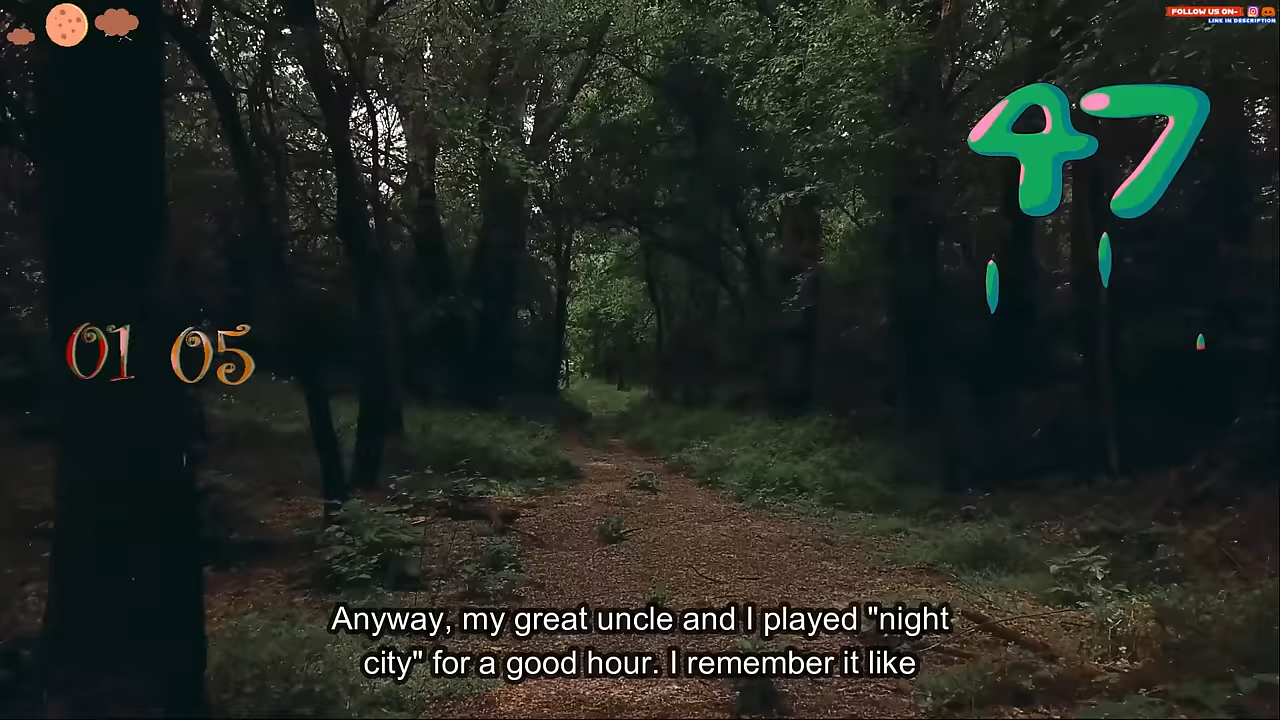 FOLLOW US ON-
LINK IN DESCRIPTION
47
01 05
Anyway, my great uncle and I played "night
city" for a good hour. I remember it like